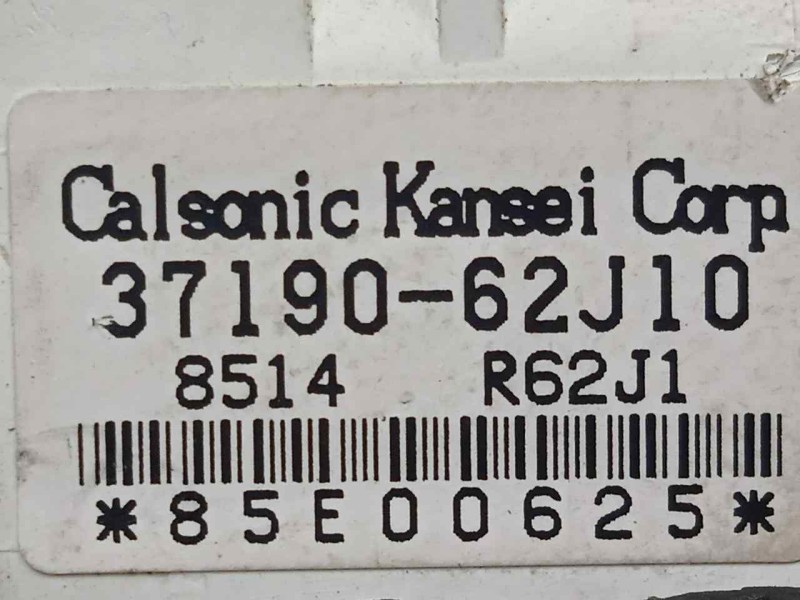 Calsonic Kansei Corp
37190-62J10
8514 R62J1
*85E00625*